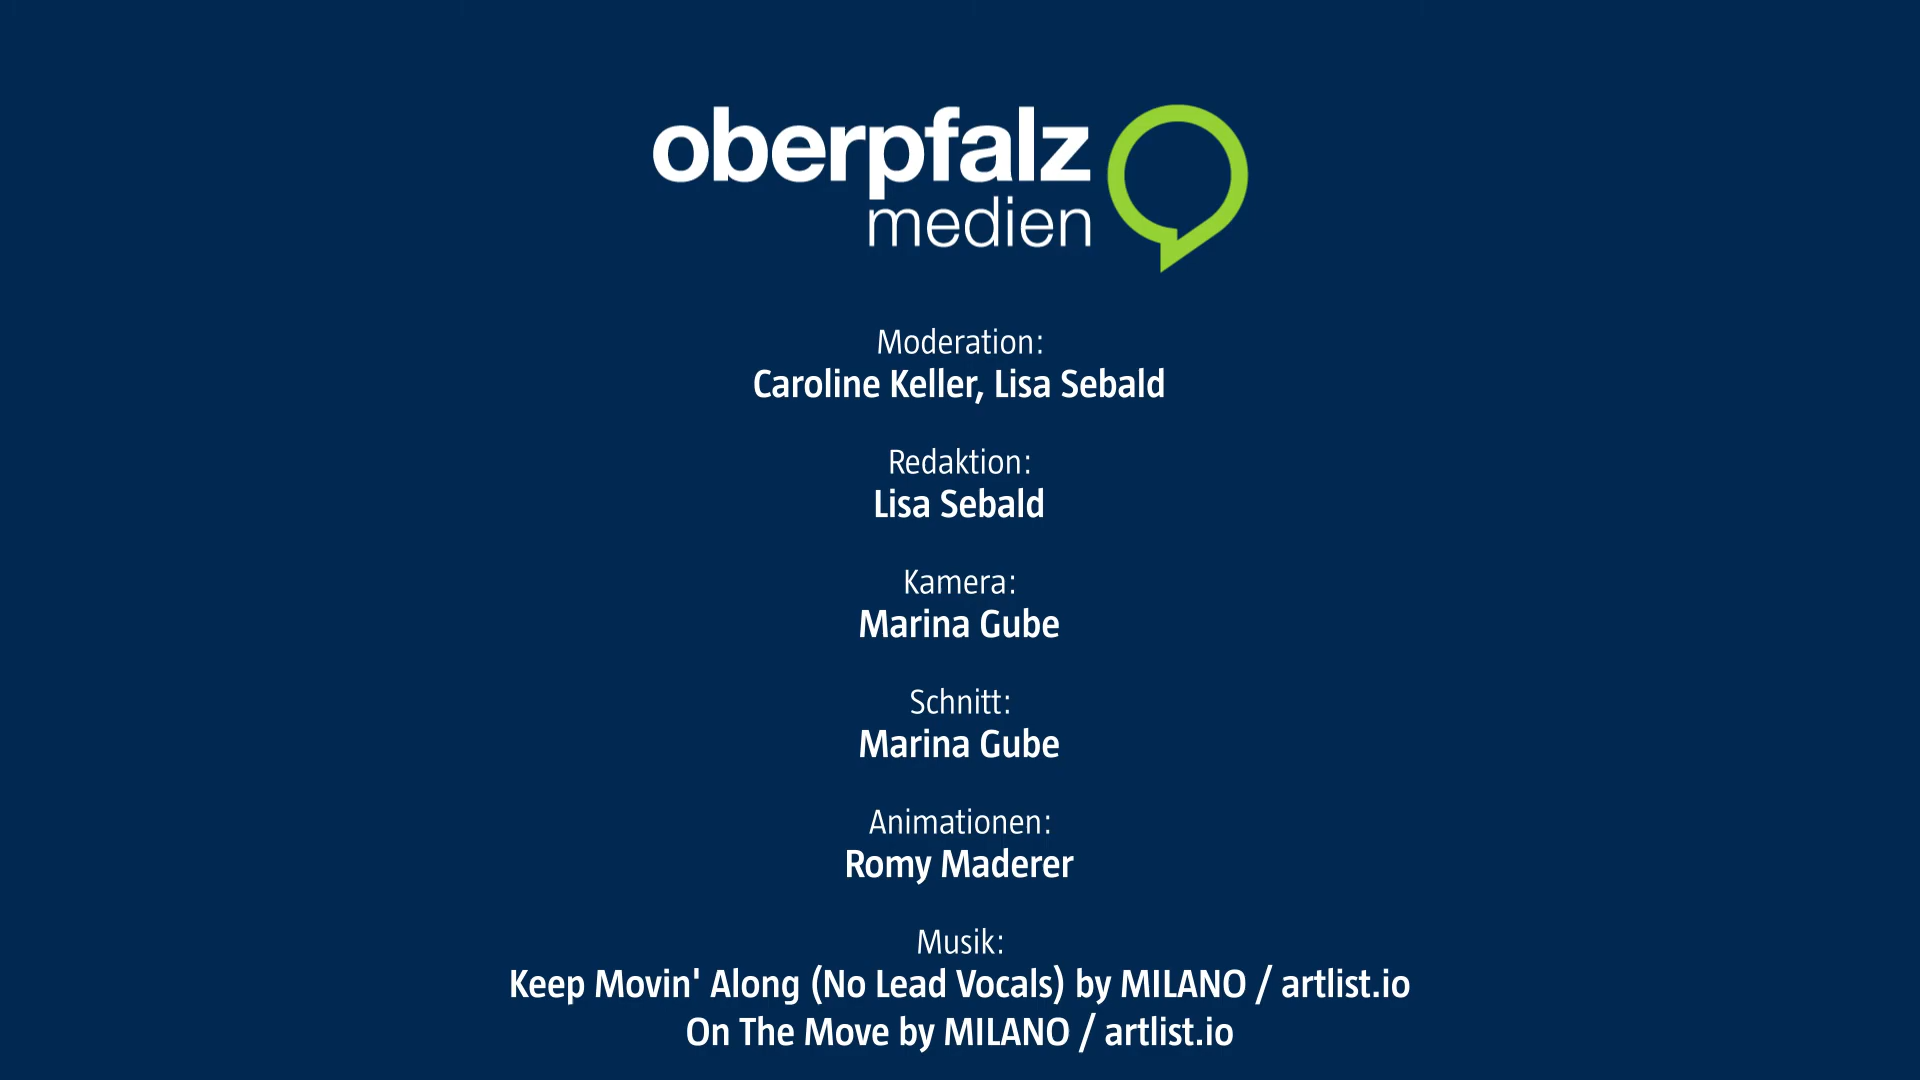 oberpfalz
medien
Moderation:
Caroline Keller, Lisa Sebald
Redaktion:
Lisa Sebald
Kamera:
Marina Gube
Schnitt:
Marina Gube
Animationen:
Romy Maderer
Musik:
Keep Movin' Along (No Lead Vocals) by MILANO / artlist.io
On The Move by MILANO / artlist.io